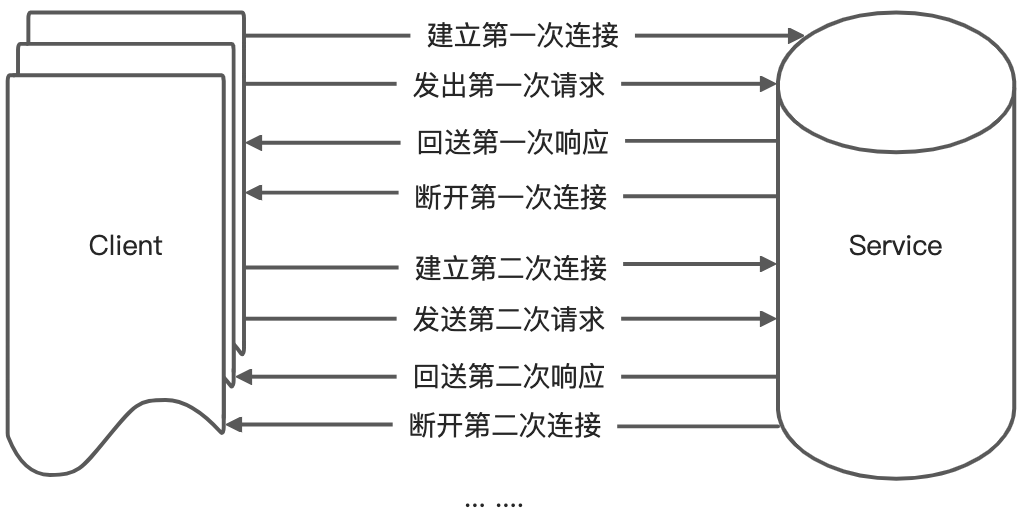 建立第一次连接
发出第一次请求
回送第一次响应
断开第一次连接
Client
Service
建立第二次连接
发送第二次请求
回送第二次响应
断开第二次连接
... ....